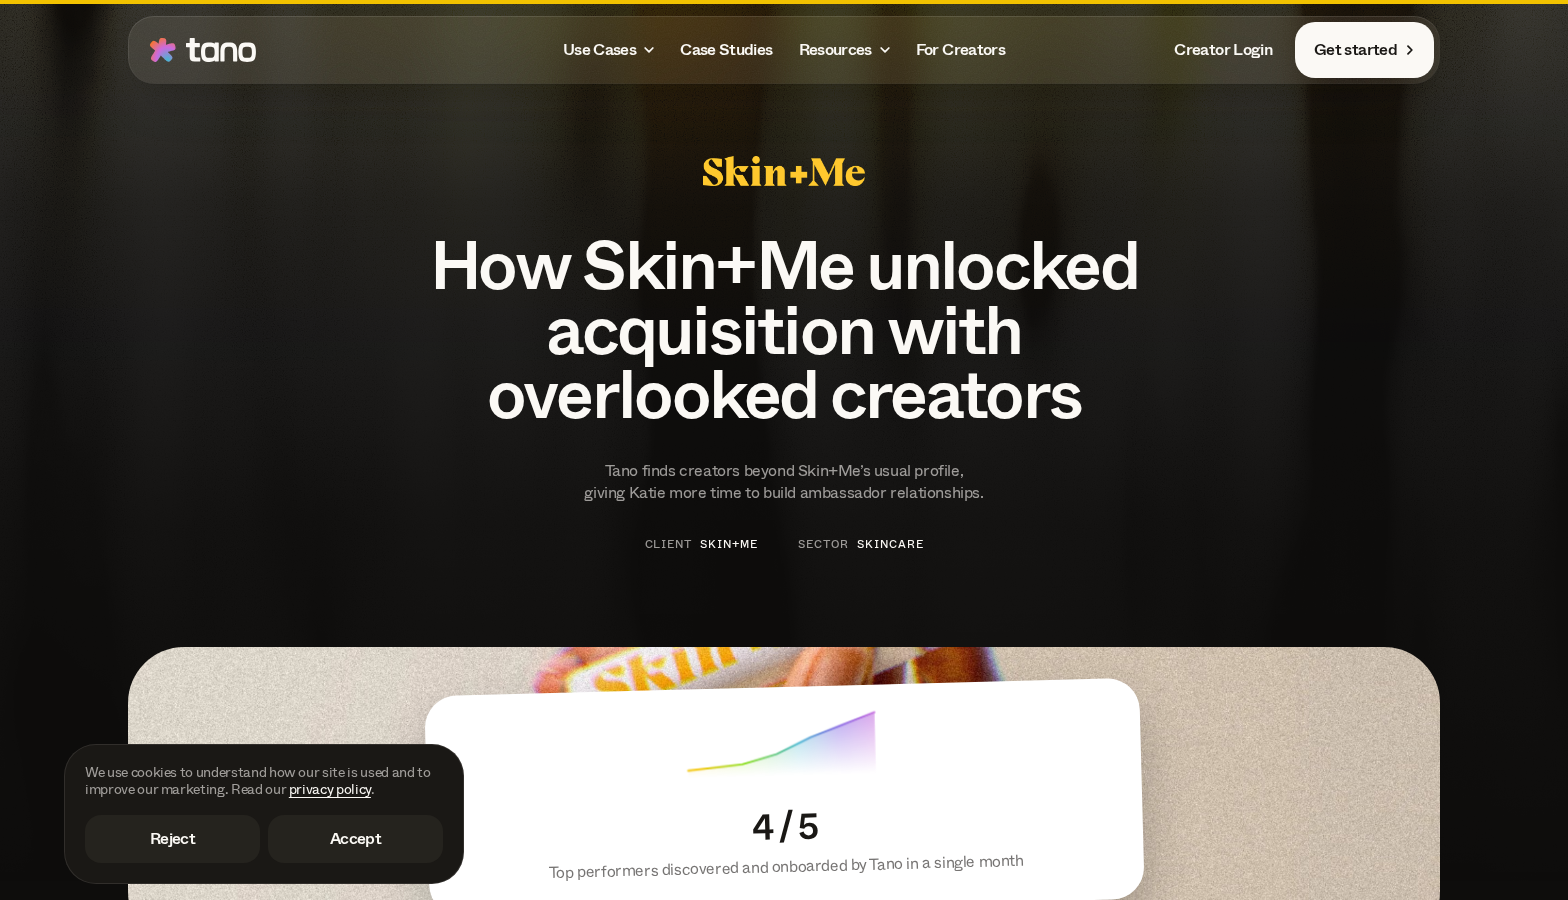 tano
Use Cases
Case Studies
Resources
For Creators
Creator Login
Get started
Skin+Me
How Skin+Me unlocked
acquisition with
overlooked creators
Tano finds creators beyond Skin+Me's usual profile,
giving Katie more time to build ambassador relationships.
CLIENT SKIN+ME
SECTOR SKINCARE
Skin
4/5
Top performers discovered and onboarded by Tano in a single month
We use cookies to understand how our site is used and to
improve our marketing. Read our privacy policy.
Reject
Accept